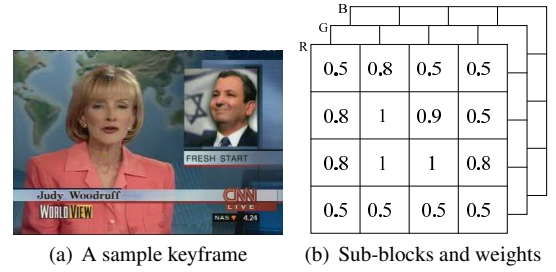 B
G
R
0.5 0.8 0.5 0.5
0.8 1 0.9 0.5
0.8 1 1 0.8
0.5 0.5 0.5 0.5
FRESH START
Judy Woodruff
CNN
LIVE
WORLDVIEW
NAS ▼ 4.24
(a) A sample keyframe
(b) Sub-blocks and weights